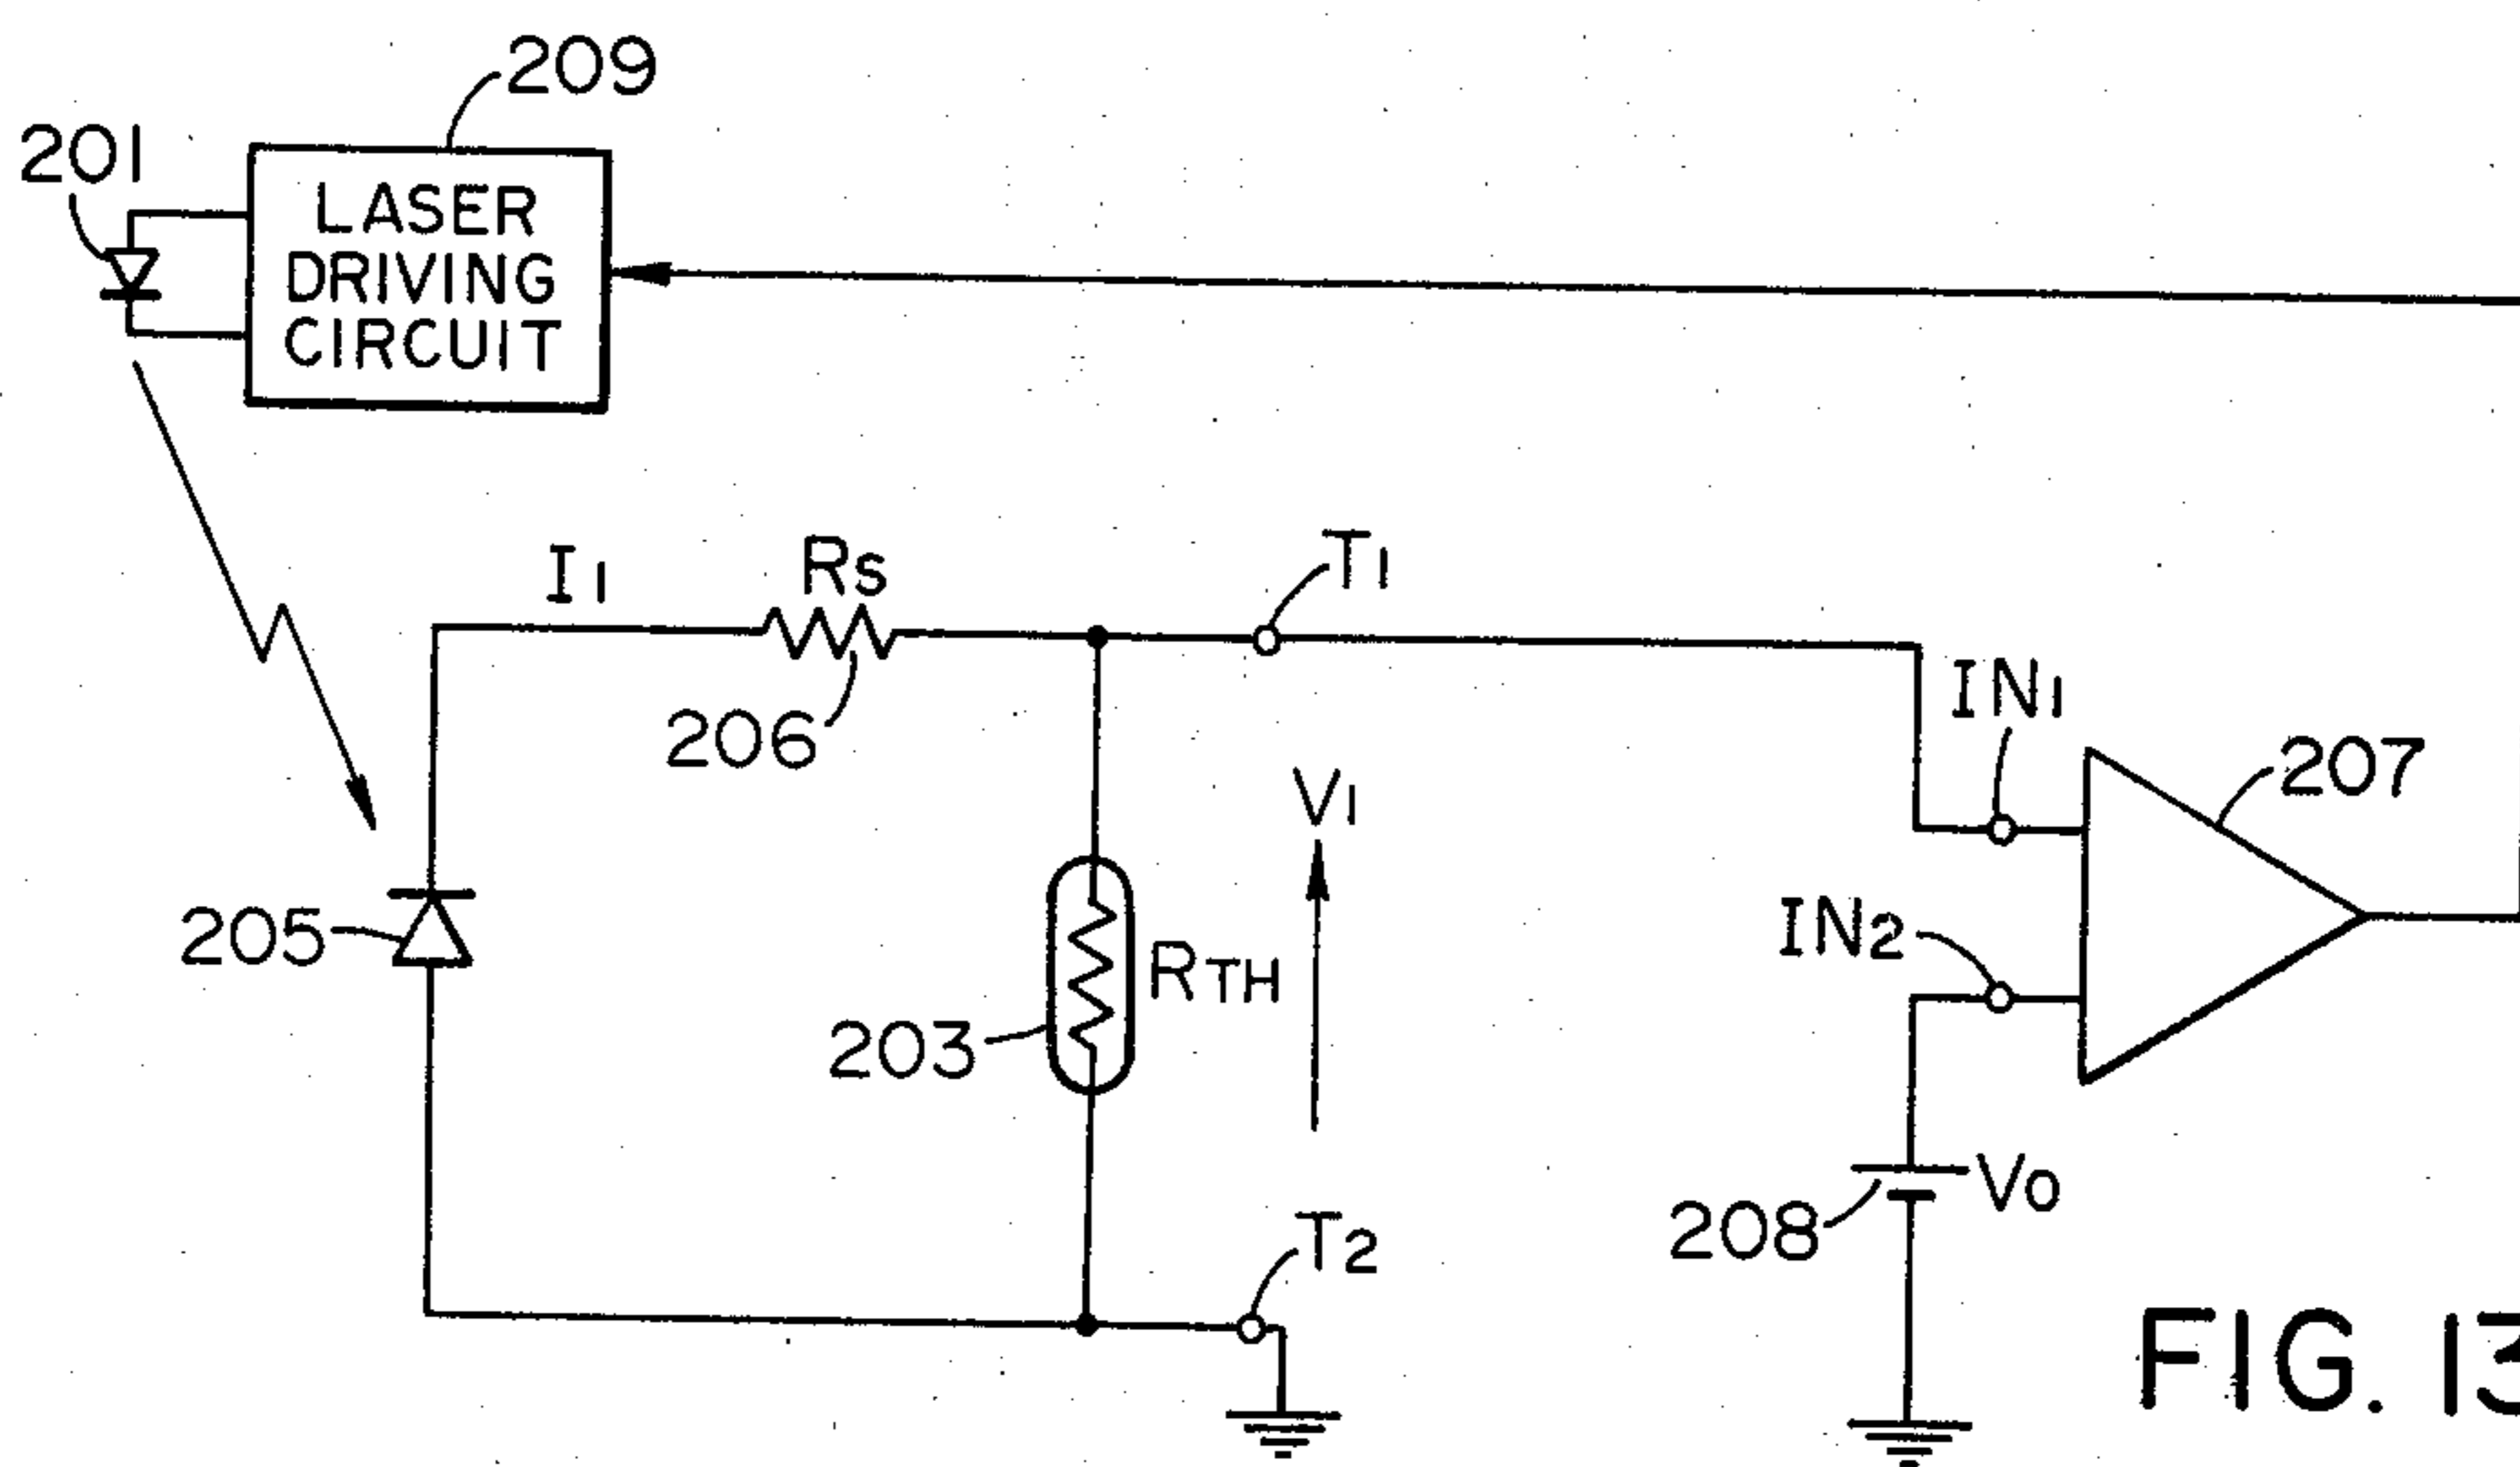 209
201
LASER
DRIVING
CIRCUIT
I1
Rs
T1
206
IN1
207
V1
205
IN2
RTH
203
T2
208
Vo
FIG. 13